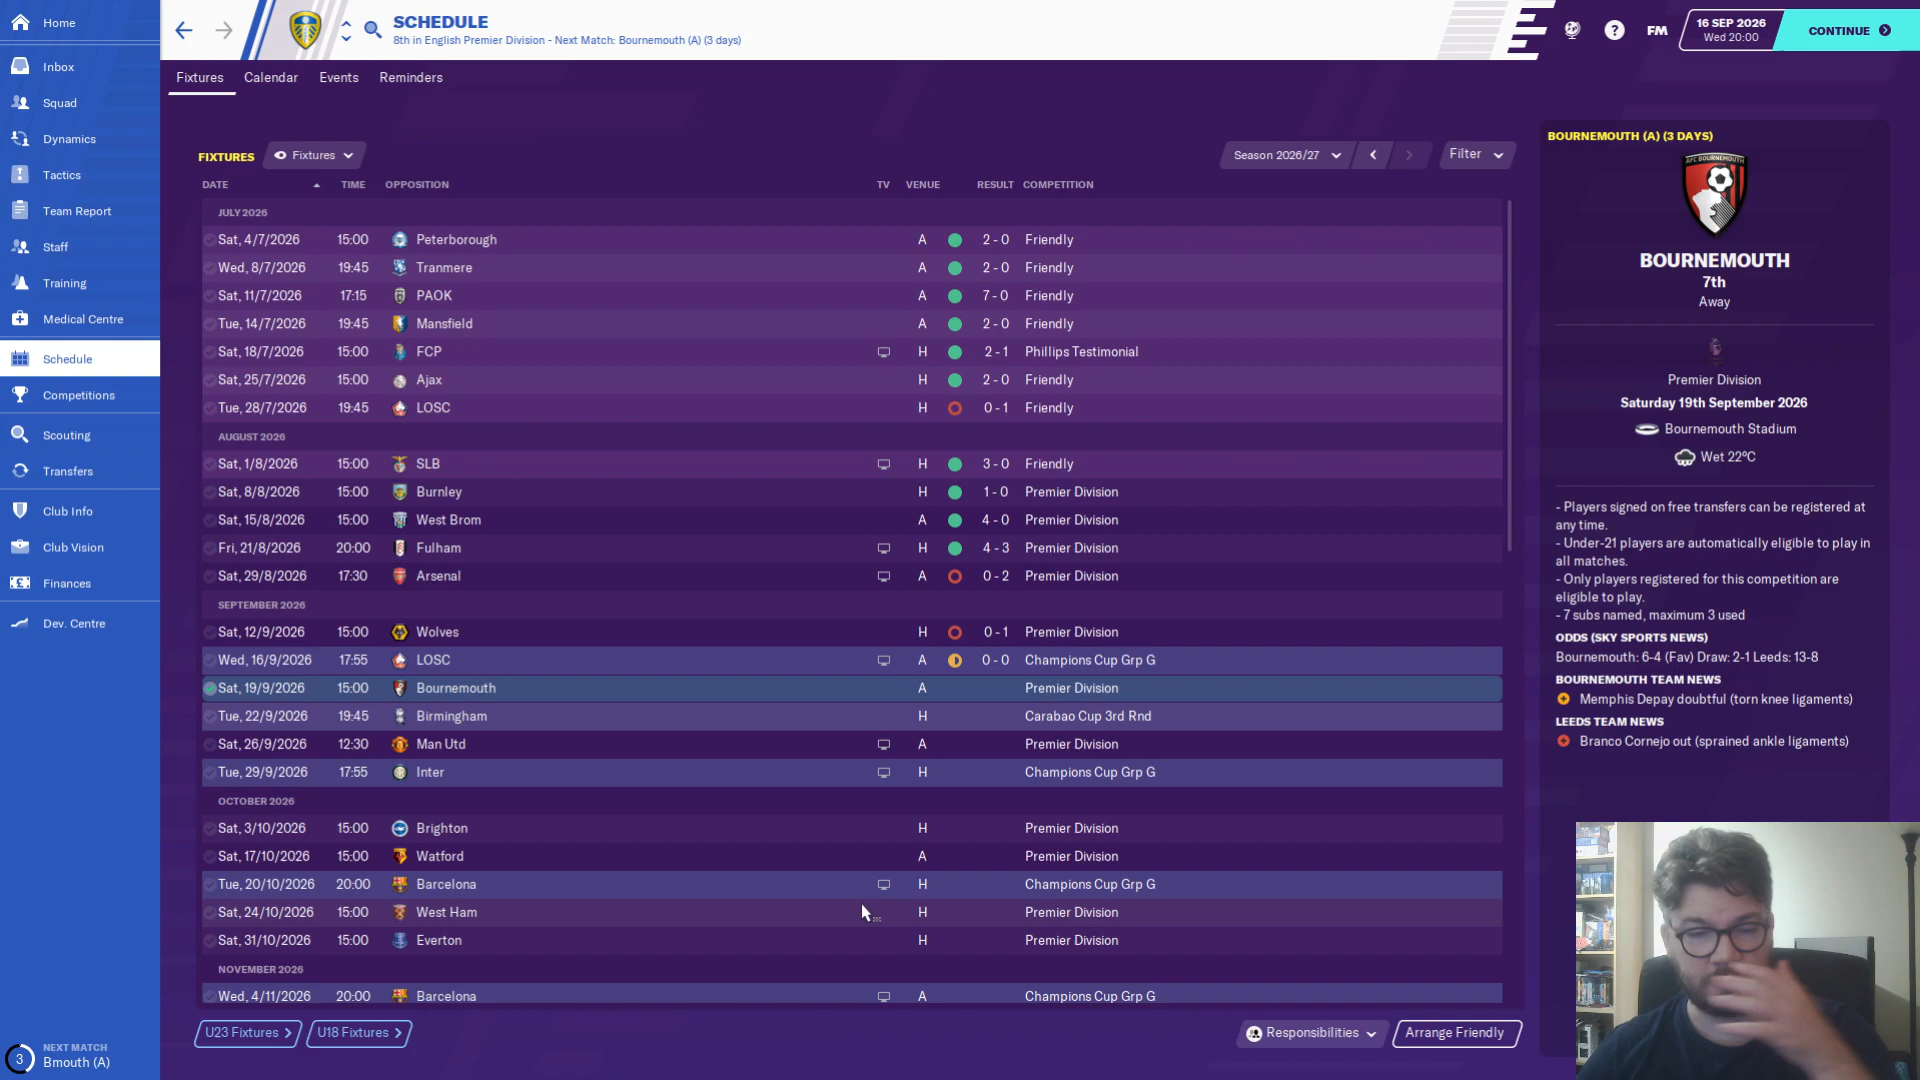 Home
Inbox
Squad
Dynamics
Tactics
Team Report
Staff
Training
Medical Centre
Schedule
Competitions
Scouting
Transfers
Club Info
Club Vision
Finances
Dev. Centre
3 NEXT MATCH
Bmouth (A)
SCHEDULE
8th in English Premier Division - Next Match: Bournemouth (A) (3 days)
? FM 16 SEP 2026 CONTINUE
Wed 20:00
Fixtures Calendar Events Reminders
FIXTURES Fixtures Season 2026/27 Filter
DATE TIME OPPOSITION TV VENUE RESULT COMPETITION
JULY 2026
Sat, 4/7/2026 15:00 Peterborough A 2 - 0 Friendly
Wed, 8/7/2026 19:45 Tranmere A 2 - 0 Friendly
Sat, 11/7/2026 17:15 PAOK A 7 - 0 Friendly
Tue, 14/7/2026 19:45 Mansfield A 2 - 0 Friendly
Sat, 18/7/2026 15:00 FCP H 2 - 1 Phillips Testimonial
Sat, 25/7/2026 15:00 Ajax H 2 - 0 Friendly
Tue, 28/7/2026 19:45 LOSC H 0 - 1 Friendly
AUGUST 2026
Sat, 1/8/2026 15:00 SLB H 3 - 0 Friendly
Sat, 8/8/2026 15:00 Burnley H 1 - 0 Premier Division
Sat, 15/8/2026 15:00 West Brom A 4 - 0 Premier Division
Fri, 21/8/2026 20:00 Fulham H 4 - 3 Premier Division
Sat, 29/8/2026 17:30 Arsenal A 0 - 2 Premier Division
SEPTEMBER 2026
Sat, 12/9/2026 15:00 Wolves H 0 - 1 Premier Division
Wed, 16/9/2026 17:55 LOSC A 0 - 0 Champions Cup Grp G
Sat, 19/9/2026 15:00 Bournemouth A Premier Division
Tue, 22/9/2026 19:45 Birmingham H Carabao Cup 3rd Rnd
Sat, 26/9/2026 12:30 Man Utd A Premier Division
Tue, 29/9/2026 17:55 Inter H Champions Cup Grp G
OCTOBER 2026
Sat, 3/10/2026 15:00 Brighton H Premier Division
Sat, 17/10/2026 15:00 Watford A Premier Division
Tue, 20/10/2026 20:00 Barcelona H Champions Cup Grp G
Sat, 24/10/2026 15:00 West Ham H Premier Division
Sat, 31/10/2026 15:00 Everton H Premier Division
NOVEMBER 2026
Wed, 4/11/2026 20:00 Barcelona A Champions Cup Grp G
U23 Fixtures U18 Fixtures Responsibilities Arrange Friendly
BOURNEMOUTH (A) (3 DAYS)
AFC BOURNEMOUTH
BOURNEMOUTH
7th
Away
Premier Division
Saturday 19th September 2026
Bournemouth Stadium
Wet 22ºC
- Players signed on free transfers can be registered at
any time.
- Under-21 players are automatically eligible to play in
all matches.
- Only players registered for this competition are
eligible to play.
- 7 subs named, maximum 3 used
ODDS (SKY SPORTS NEWS)
Bournemouth: 6-4 (Fav) Draw: 2-1 Leeds: 13-8
BOURNEMOUTH TEAM NEWS
Memphis Depay doubtful (torn knee ligaments)
LEEDS TEAM NEWS
Branco Cornejo out (sprained ankle ligaments)